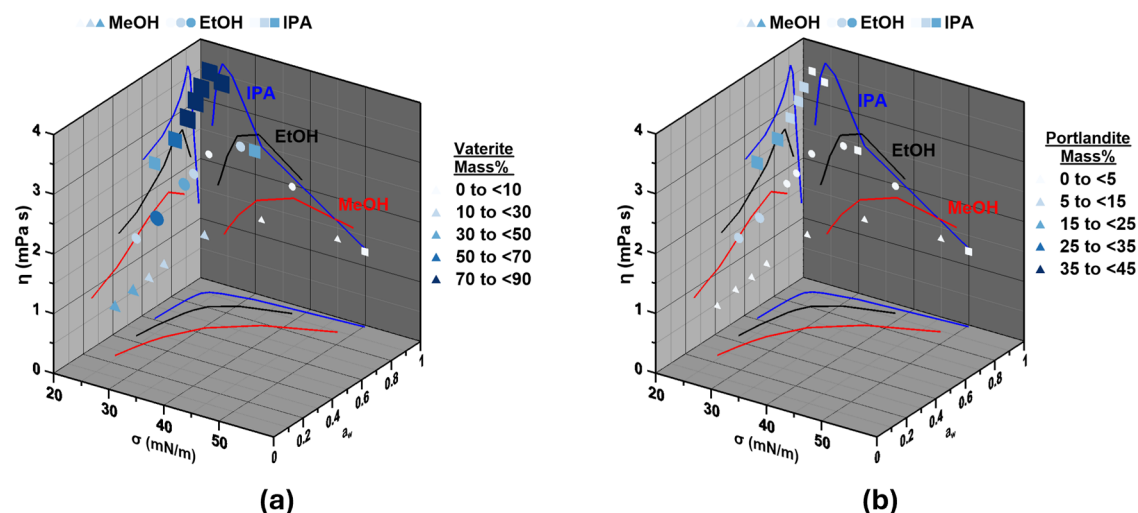 MeOH EtOH IPA
4
3
2
1
0
η (mPa s)
20
30
40
50
σ (mN/m)
0
0.2
0.4
0.6
0.8
1
a_w
IPA
EtOH
MeOH
Vaterite
Mass%
0 to <10
10 to <30
30 to <50
50 to <70
70 to <90
(a)
MeOH EtOH IPA
4
3
2
1
0
η (mPa s)
20
30
40
50
σ (mN/m)
0
0.2
0.4
0.6
0.8
1
a_w
IPA
EtOH
MeOH
Portlandite
Mass%
0 to <5
5 to <15
15 to <25
25 to <35
35 to <45
(b)